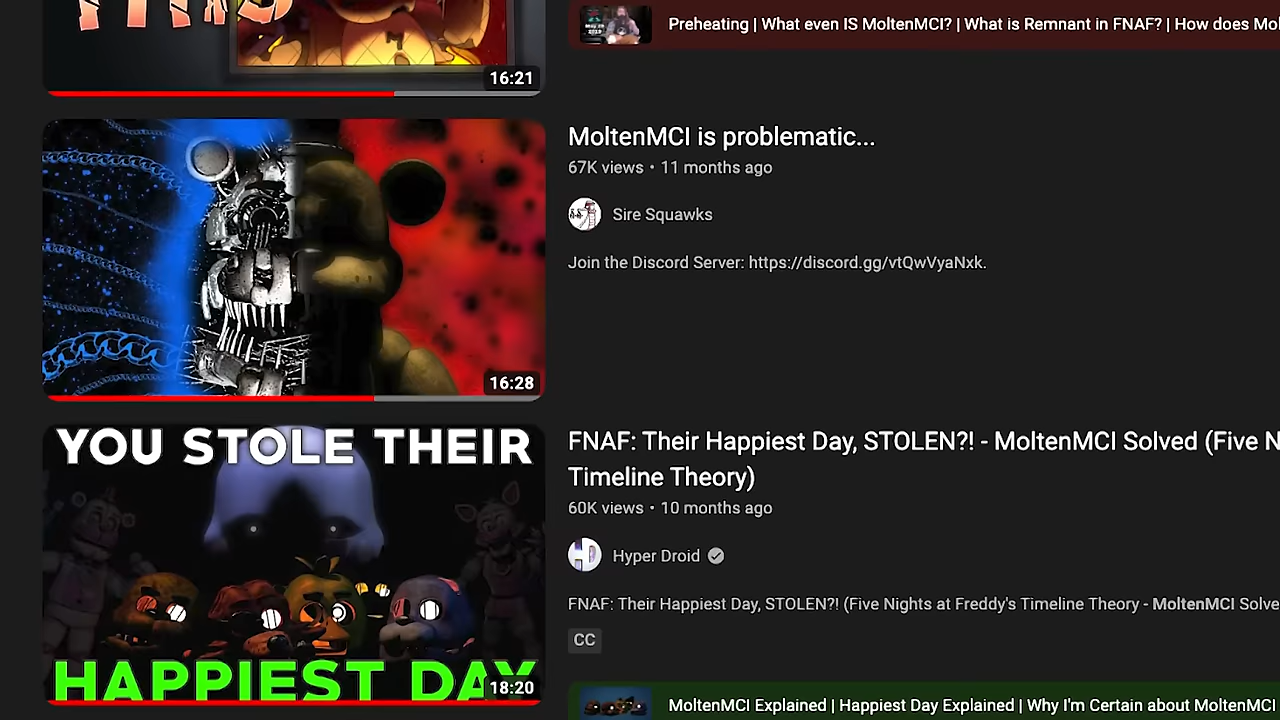 16:21
Preheating | What even IS MoltenMCI? | What is Remnant in FNAF? | How does Mo
MoltenMCI is problematic...
67K views • 11 months ago
Sire Squawks
Join the Discord Server: https://discord.gg/vtQwVyaNxk.
16:28
YOU STOLE THEIR
HAPPIEST DAY
18:20
FNAF: Their Happiest Day, STOLEN?! - MoltenMCI Solved (Five N
Timeline Theory)
60K views • 10 months ago
Hyper Droid
FNAF: Their Happiest Day, STOLEN?! (Five Nights at Freddy's Timeline Theory - MoltenMCI Solve
CC
MoltenMCI Explained | Happiest Day Explained | Why I'm Certain about MoltenMCI